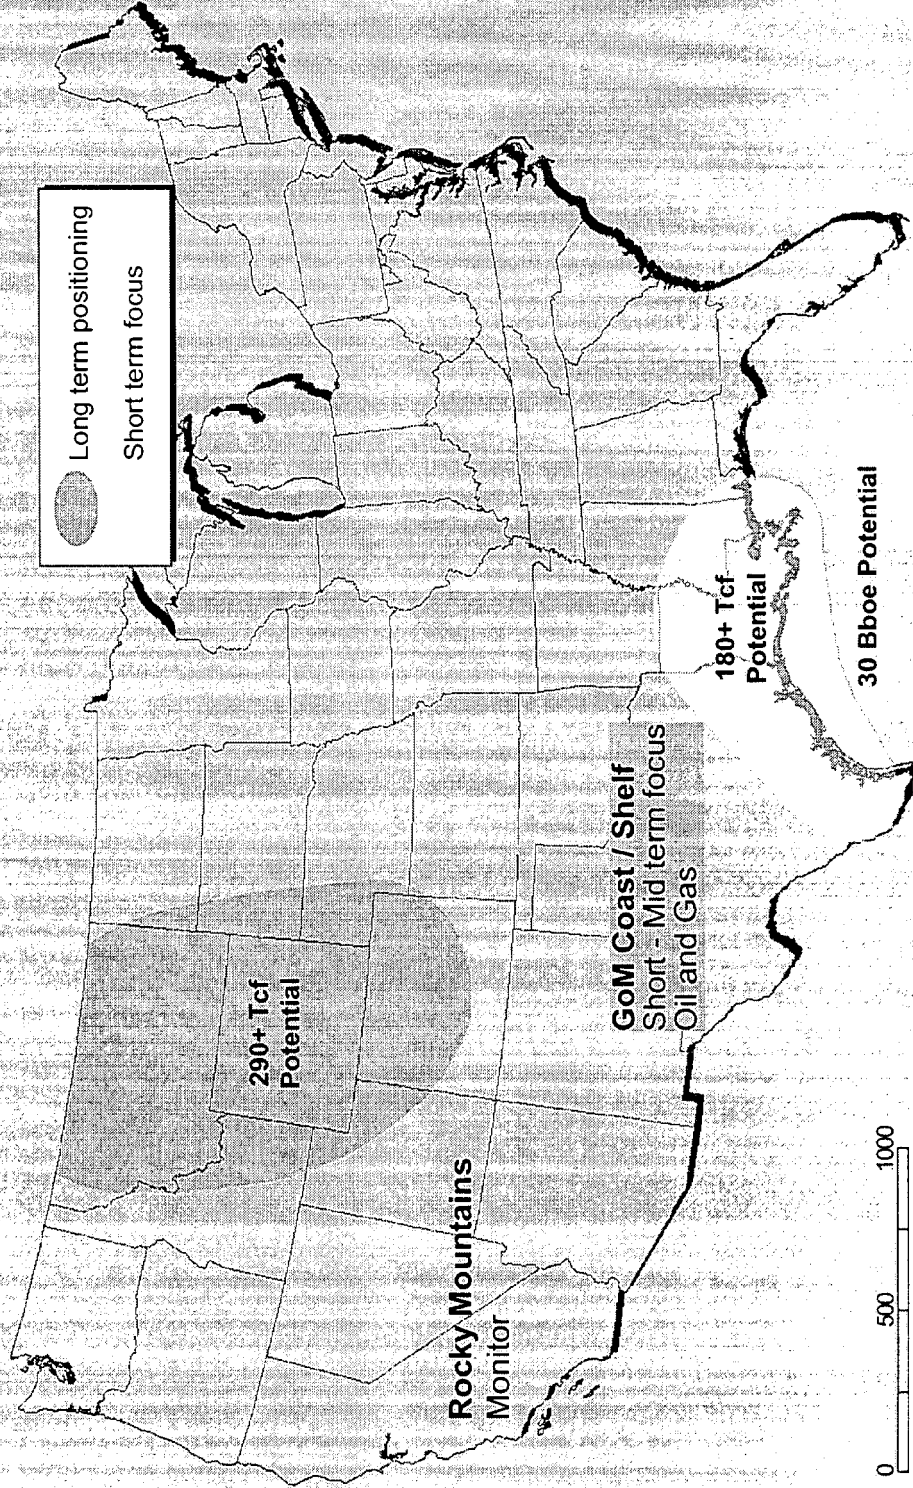 Long term positioning
Short term focus
290+ Tcf
Potential
Rocky Mountains
Monitor
GoM Coast / Shelf
Short - Mid term focus
Oil and Gas
180+ Tcf
Potential
30 Bboe Potential
0 500 1000